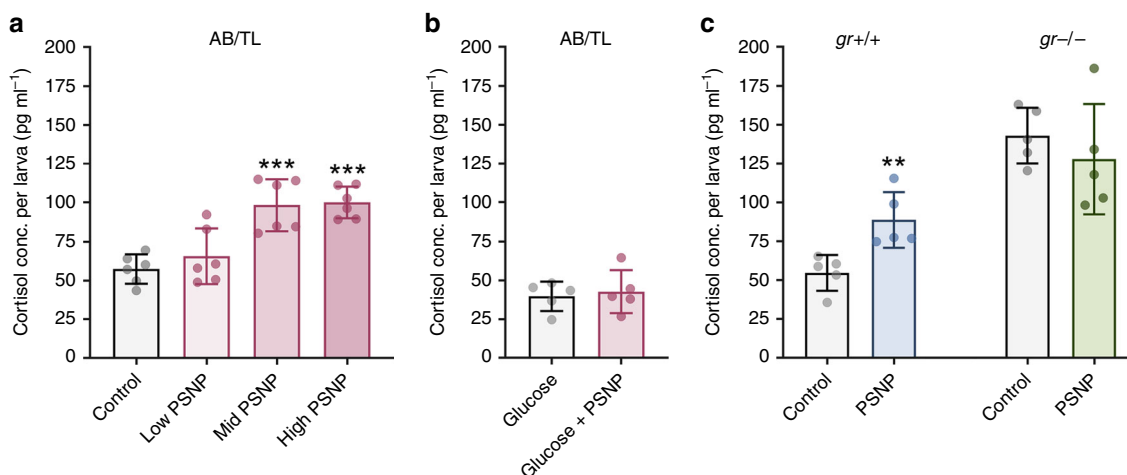 a
AB/TL
Cortisol conc. per larva (pg ml⁻¹)
200
175
150
125
100
75
50
25
0
***
***
Control
Low PSNP
Mid PSNP
High PSNP
b
AB/TL
Cortisol conc. per larva (pg ml⁻¹)
200
175
150
125
100
75
50
25
0
Glucose
Glucose + PSNP
c
gr+/+
gr−/−
Cortisol conc. per larva (pg ml⁻¹)
200
175
150
125
100
75
50
25
0
**
Control
PSNP
Control
PSNP